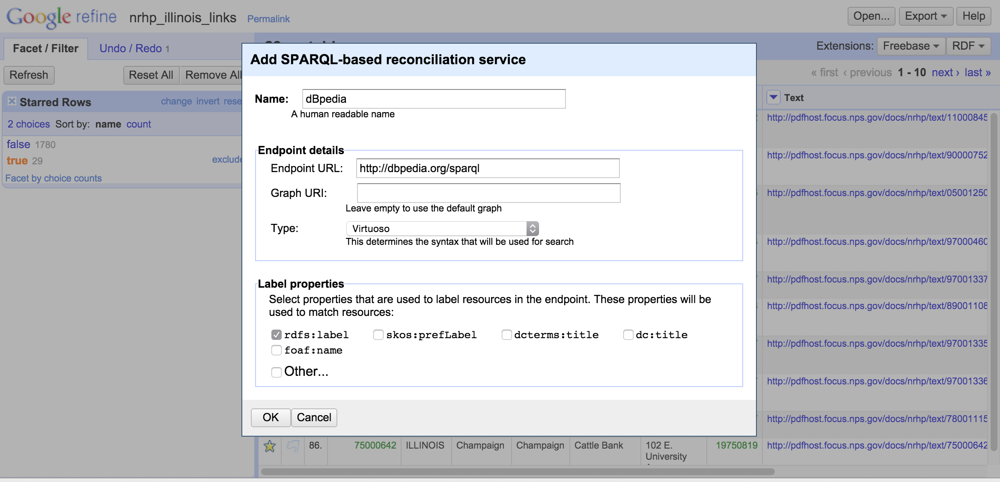 Google refine nrhp_illinois_links Permalink Open... Export Help
Facet / Filter Undo / Redo 1 Extensions: Freebase RDF
Refresh Reset All Remove All
« first ‹ previous 1 - 10 next › last »
Starred Rows change invert rese
2 choices Sort by: name count
false 1780
true 29 exclude
Facet by choice counts
Add SPARQL-based reconciliation service
Name: dBpedia
A human readable name
Endpoint details
Endpoint URL: http://dbpedia.org/sparql
Graph URI:
Leave empty to use the default graph
Type: Virtuoso
This determines the syntax that will be used for search
Label properties
Select properties that are used to label resources in the endpoint. These properties will be
used to match resources:
rdfs:label skos:prefLabel dcterms:title dc:title
foaf:name
Other...
OK Cancel
Text
http://pdfhost.focus.nps.gov/docs/nrhp/text/11000845
http://pdfhost.focus.nps.gov/docs/nrhp/text/90000752
http://pdfhost.focus.nps.gov/docs/nrhp/text/05001250
http://pdfhost.focus.nps.gov/docs/nrhp/text/97000460
http://pdfhost.focus.nps.gov/docs/nrhp/text/97001337
http://pdfhost.focus.nps.gov/docs/nrhp/text/89001108
http://pdfhost.focus.nps.gov/docs/nrhp/text/97001335
http://pdfhost.focus.nps.gov/docs/nrhp/text/97001336
http://pdfhost.focus.nps.gov/docs/nrhp/text/78001115
86. 75000642 ILLINOIS Champaign Champaign Cattle Bank 102 E. 19750819 http://pdfhost.focus.nps.gov/docs/nrhp/text/75000642
University